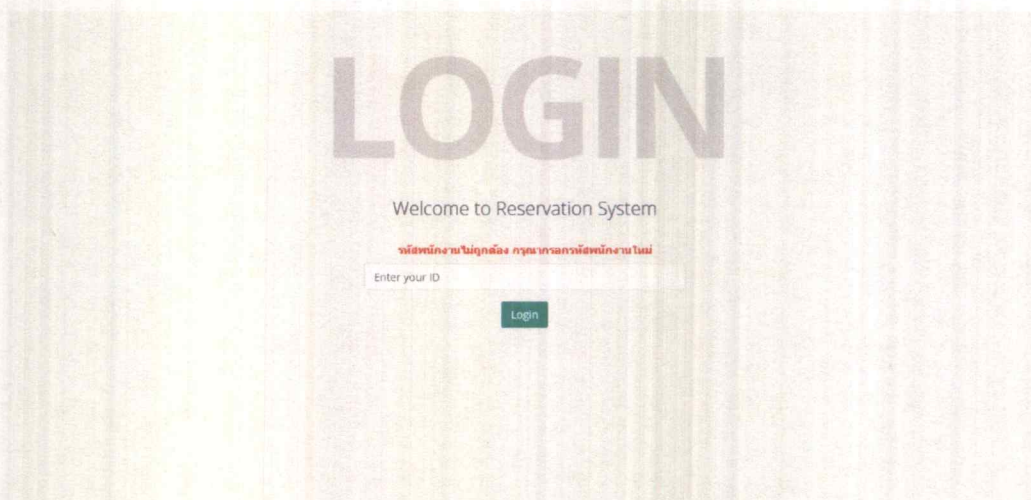 LOGIN
Welcome to Reservation System
รหัสพนักงานไม่ถูกต้อง กรุณากรอกรหัสพนักงานใหม่
Enter your ID
Login